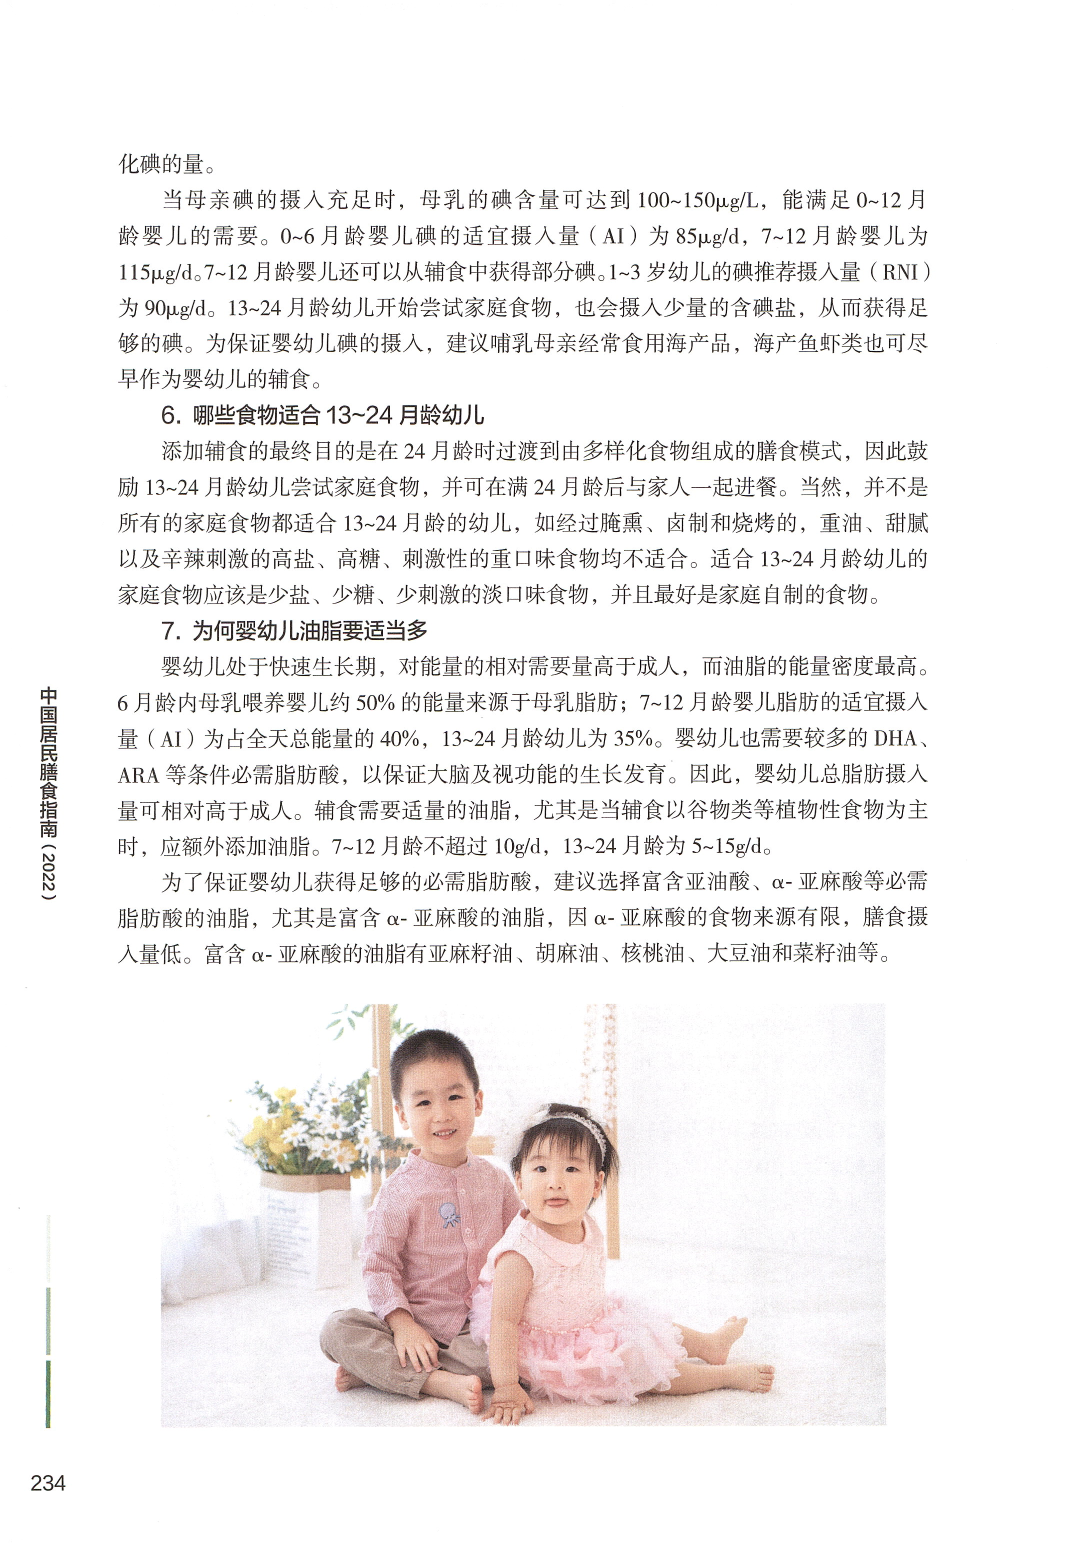 化碘的量。
当母亲碘的摄入充足时，母乳的碘含量可达到 100~150μg/L，能满足 0~12 月
龄婴儿的需要。0~6 月龄婴儿碘的适宜摄入量（AI）为 85μg/d，7~12 月龄婴儿为
115μg/d。7~12 月龄婴儿还可以从辅食中获得部分碘。1~3 岁幼儿的碘推荐摄入量（RNI）
为 90μg/d。13~24 月龄幼儿开始尝试家庭食物，也会摄入少量的含碘盐，从而获得足
够的碘。为保证婴幼儿碘的摄入，建议哺乳母亲经常食用海产品，海产鱼虾类也可尽
早作为婴幼儿的辅食。
6. 哪些食物适合 13~24 月龄幼儿
添加辅食的最终目的是在 24 月龄时过渡到由多样化食物组成的膳食模式，因此鼓
励 13~24 月龄幼儿尝试家庭食物，并可在满 24 月龄后与家人一起进餐。当然，并不是
所有的家庭食物都适合 13~24 月龄的幼儿，如经过腌熏、卤制和烧烤的，重油、甜腻
以及辛辣刺激的高盐、高糖、刺激性的重口味食物均不适合。适合 13~24 月龄幼儿的
家庭食物应该是少盐、少糖、少刺激的淡口味食物，并且最好是家庭自制的食物。
7. 为何婴幼儿油脂要适当多
婴幼儿处于快速生长期，对能量的相对需要量高于成人，而油脂的能量密度最高。
6 月龄内母乳喂养婴儿约 50% 的能量来源于母乳脂肪；7~12 月龄婴儿脂肪的适宜摄入
量（AI）为占全天总能量的 40%，13~24 月龄幼儿为 35%。婴幼儿也需要较多的 DHA、
ARA 等条件必需脂肪酸，以保证大脑及视功能的生长发育。因此，婴幼儿总脂肪摄入
量可相对高于成人。辅食需要适量的油脂，尤其是当辅食以谷物类等植物性食物为主
时，应额外添加油脂。7~12 月龄不超过 10g/d，13~24 月龄为 5~15g/d。
为了保证婴幼儿获得足够的必需脂肪酸，建议选择富含亚油酸、α- 亚麻酸等必需
脂肪酸的油脂，尤其是富含 α- 亚麻酸的油脂，因 α- 亚麻酸的食物来源有限，膳食摄
入量低。富含 α- 亚麻酸的油脂有亚麻籽油、胡麻油、核桃油、大豆油和菜籽油等。
中国居民膳食指南（2022）
234